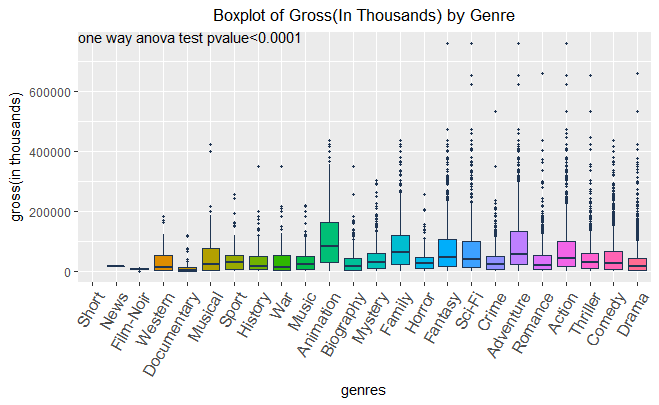 Boxplot of Gross(In Thousands) by Genre
one way anova test pvalue<0.0001
gross(in thousands)
600000
400000
200000
0
Short
News
Film-Noir
Western
Documentary
Musical
Sport
History
War
Music
Animation
Biography
Mystery
Family
Horror
Fantasy
Sci-Fi
Crime
Adventure
Romance
Action
Thriller
Comedy
Drama
genres